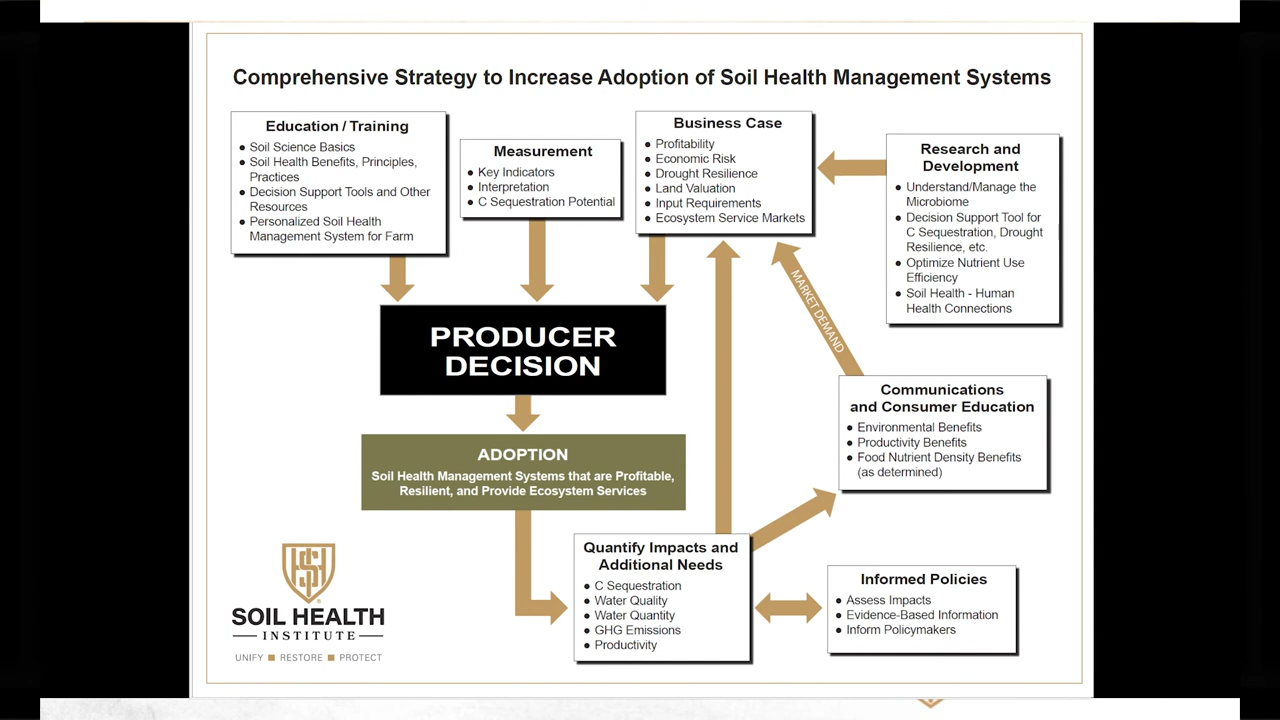 Comprehensive Strategy to Increase Adoption of Soil Health Management Systems
Education / Training
● Soil Science Basics
● Soil Health Benefits, Principles,
Practices
● Decision Support Tools and Other
Resources
● Personalized Soil Health
Management System for Farm
Measurement
● Key Indicators
● Interpretation
● C Sequestration Potential
Business Case
● Profitability
● Economic Risk
● Drought Resilience
● Land Valuation
● Input Requirements
● Ecosystem Service Markets
Research and
Development
● Understand/Manage the
Microbiome
● Decision Support Tool for
C Sequestration, Drought
Resilience, etc.
● Optimize Nutrient Use
Efficiency
● Soil Health - Human
Health Connections
MARKET DEMAND
PRODUCER
DECISION
ADOPTION
Soil Health Management Systems that are Profitable,
Resilient, and Provide Ecosystem Services
Communications
and Consumer Education
● Environmental Benefits
● Productivity Benefits
● Food Nutrient Density Benefits
(as determined)
Quantify Impacts and
Additional Needs
● C Sequestration
● Water Quality
● Water Quantity
● GHG Emissions
● Productivity
Informed Policies
● Assess Impacts
● Evidence-Based Information
● Inform Policymakers
SOIL HEALTH
INSTITUTE
UNIFY ■ RESTORE ■ PROTECT